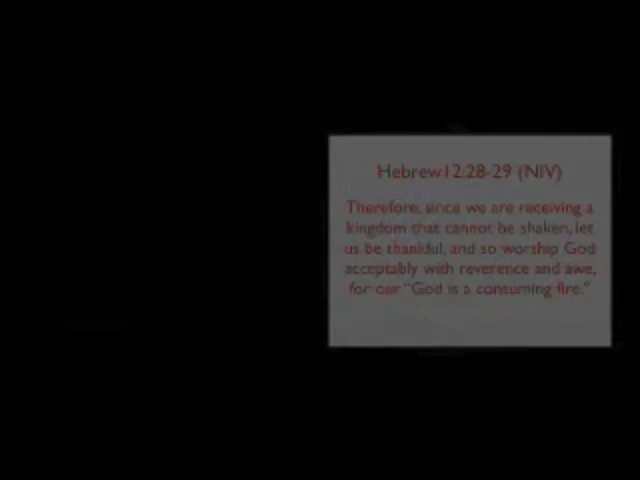 Hebrew12:28-29 (NIV)
Therefore, since we are receiving a
kingdom that cannot be shaken, let
us be thankful, and so worship God
acceptably with reverence and awe,
for our “God is a consuming fire.”